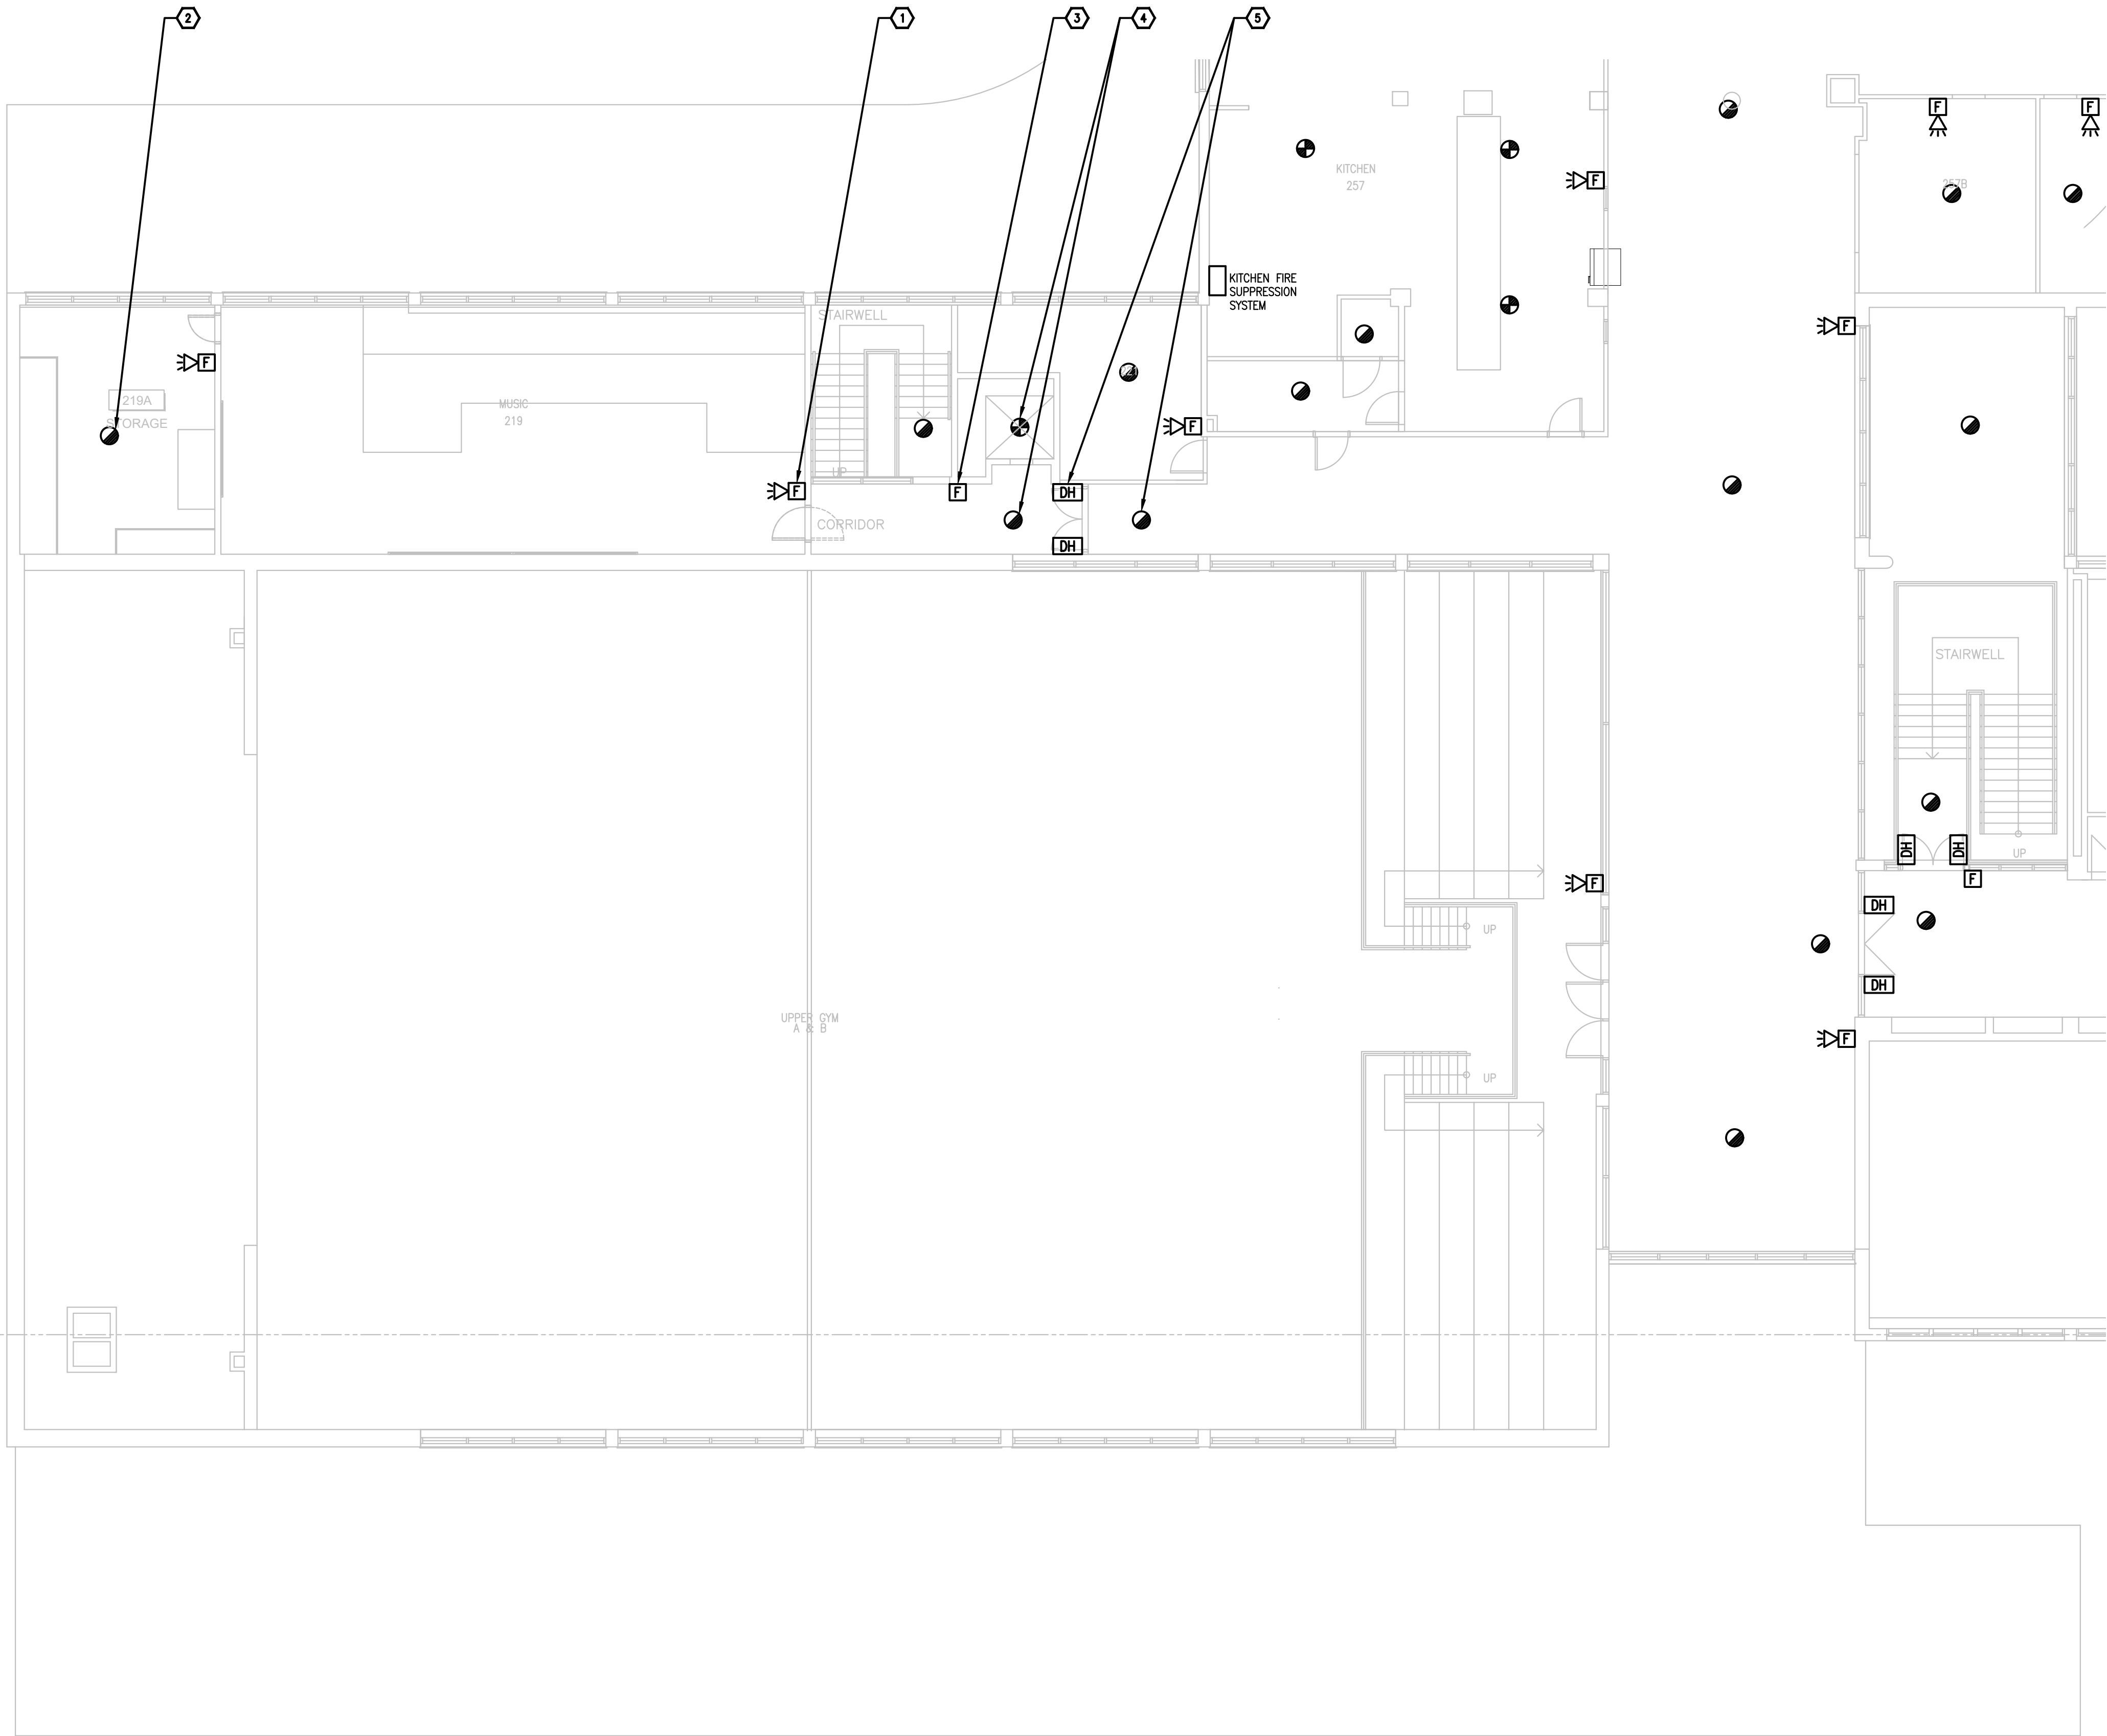 2
1
3
4
5
F
F
KITCHEN
257
F
257B
KITCHEN FIRE
SUPPRESSION
SYSTEM
STAIRWELL
F
F
219A
STORAGE
MUSIC
219
F
UP
F
F
DH
CORRIDOR
DH
STAIRWELL
DH
DH
UP
F
F
DH
UP
DH
UPPER GYM
A & B
F
UP